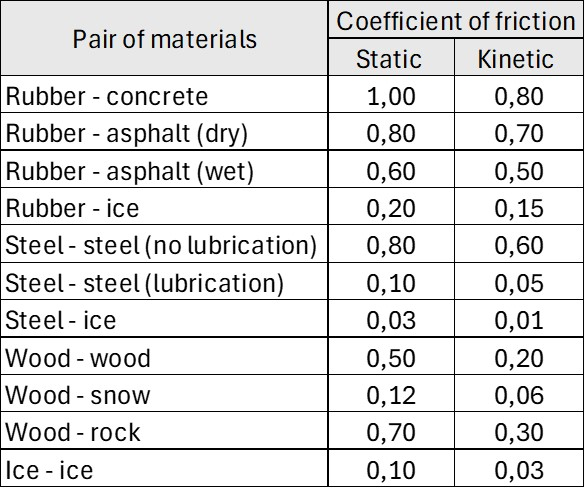 Pair of materials Coefficient of friction
Static Kinetic
Rubber - concrete 1,00 0,80
Rubber - asphalt (dry) 0,80 0,70
Rubber - asphalt (wet) 0,60 0,50
Rubber - ice 0,20 0,15
Steel - steel (no lubrication) 0,80 0,60
Steel - steel (lubrication) 0,10 0,05
Steel - ice 0,03 0,01
Wood - wood 0,50 0,20
Wood - snow 0,12 0,06
Wood - rock 0,70 0,30
Ice - ice 0,10 0,03